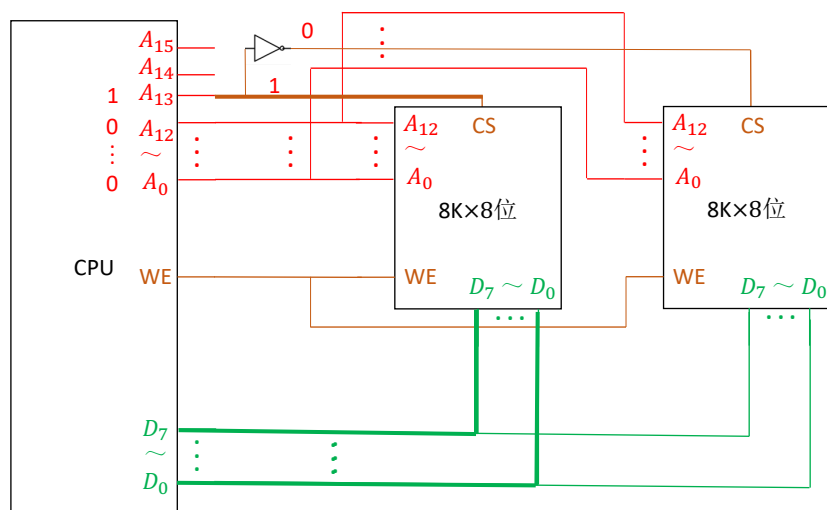 0
A₁₅
A₁₄
1
1 A₁₃
0 A₁₂
⋮ ～
0 A₀
A₁₂ CS
～
A₀
8K×8位
A₁₂ CS
～
A₀
8K×8位
CPU WE
WE
D₇ ～ D₀
WE
D₇ ～ D₀
D₇
～
D₀